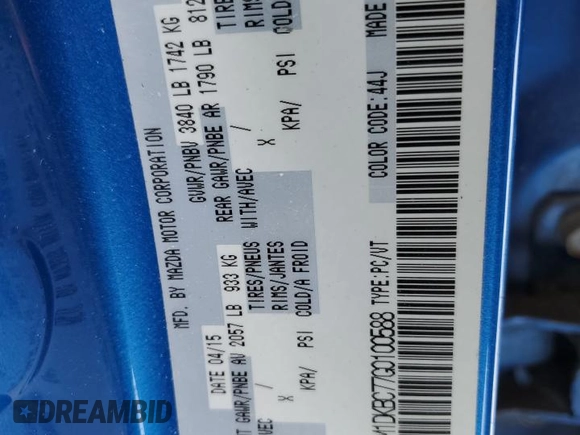 MFD. BY MAZDA MOTOR CORPORATION
DATE 04/15 GVWR/PNBV 3840 LB 1742 KG
GAWR/PNBE AV 2057 LB 933 KG REAR GAWR/PNBE AR 1790 LB 812
TIRES/PNEUS WITH/AVEC TIRES
RIMS/JANTES X / RIMS
KPA/ PSI COLD/A FROID KPA/ PSI COLD
TYPE:PC/VT COLOR CODE:44J MADE
DREAMBID